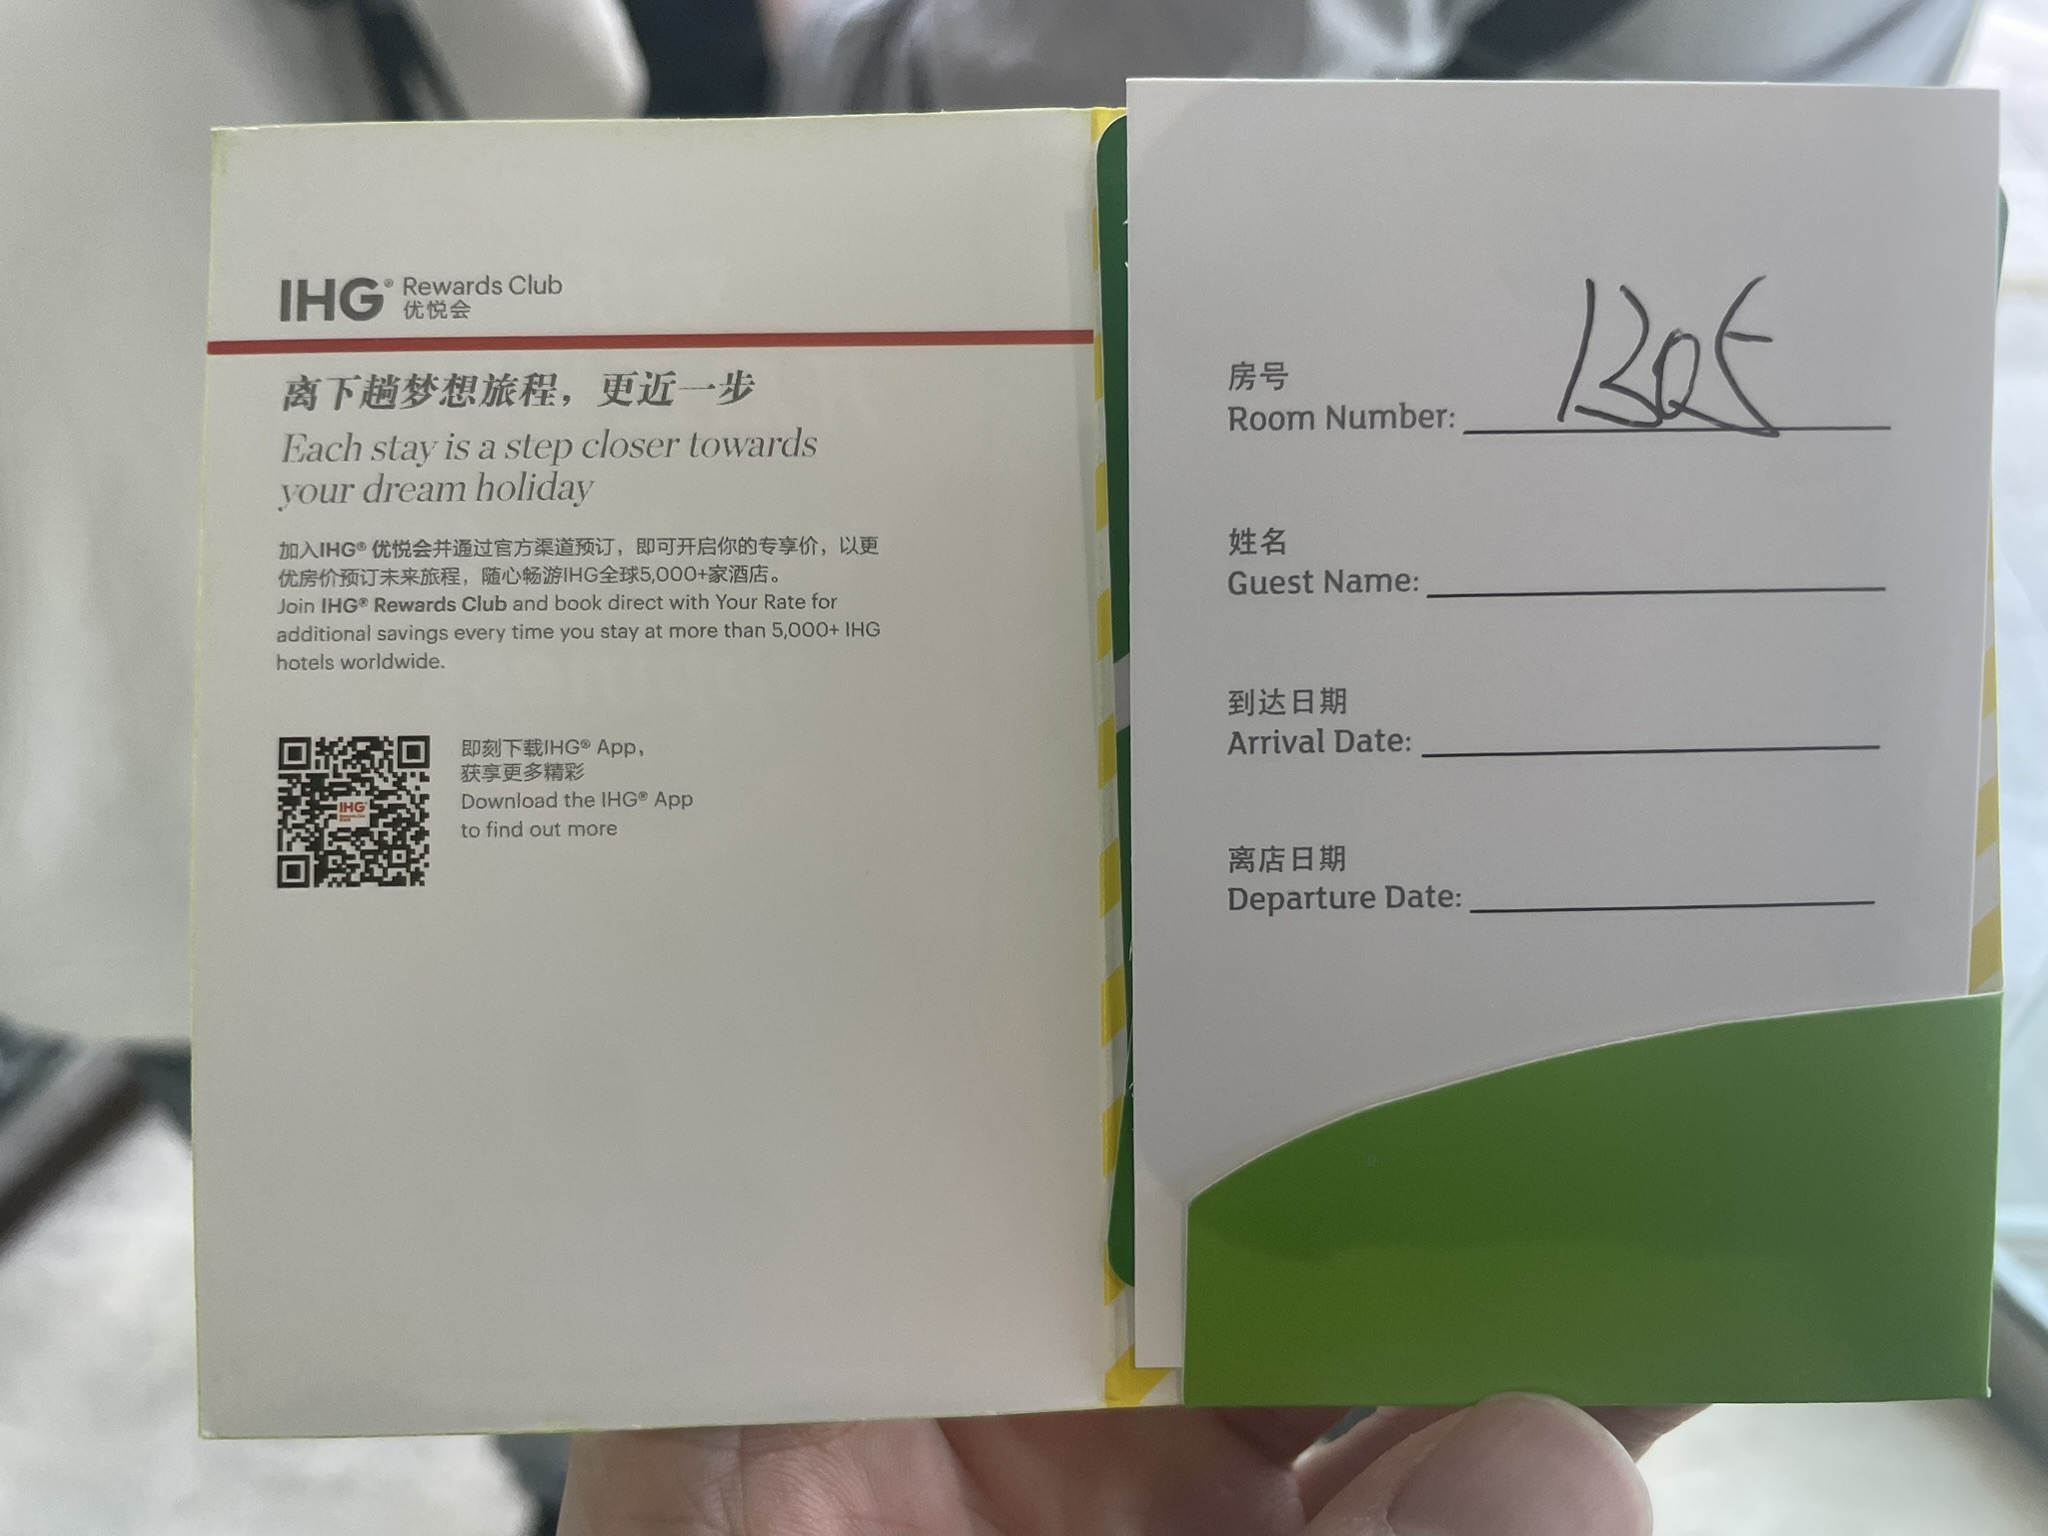 IHG® Rewards Club
优悦会
离下趟梦想旅程，更近一步
Each stay is a step closer towards
your dream holiday
加入IHG® 优悦会并通过官方渠道预订，即可开启你的专享价，以更
优房价预订未来旅程，随心畅游IHG全球5,000+家酒店。
Join IHG® Rewards Club and book direct with Your Rate for
additional savings every time you stay at more than 5,000+ IHG
hotels worldwide.
即刻下载IHG® App，
获享更多精彩
Download the IHG® App
to find out more
IHG
房号
Room Number:
姓名
Guest Name:
到达日期
Arrival Date:
离店日期
Departure Date: